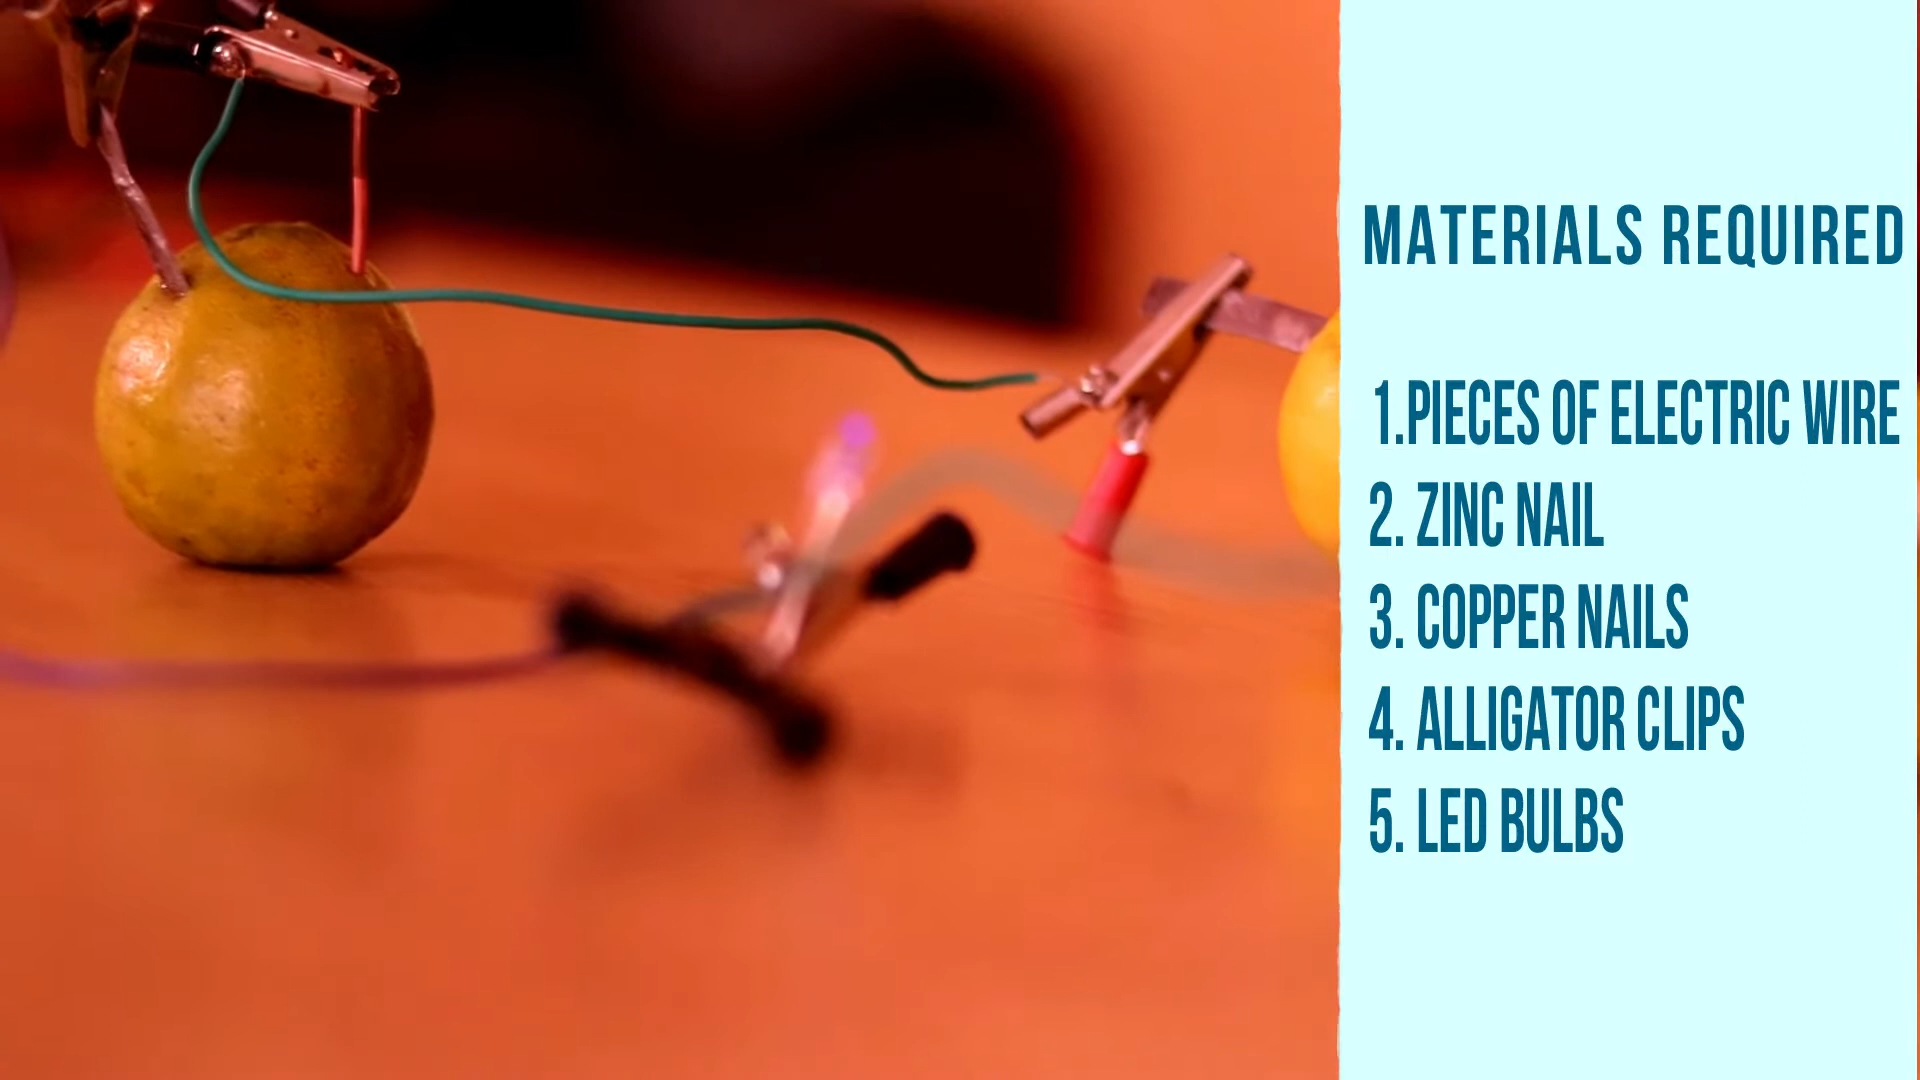 MATERIALS REQUIRED
1.PIECES OF ELECTRIC WIRE
2. ZINC NAIL
3. COPPER NAILS
4. ALLIGATOR CLIPS
5. LED BULBS